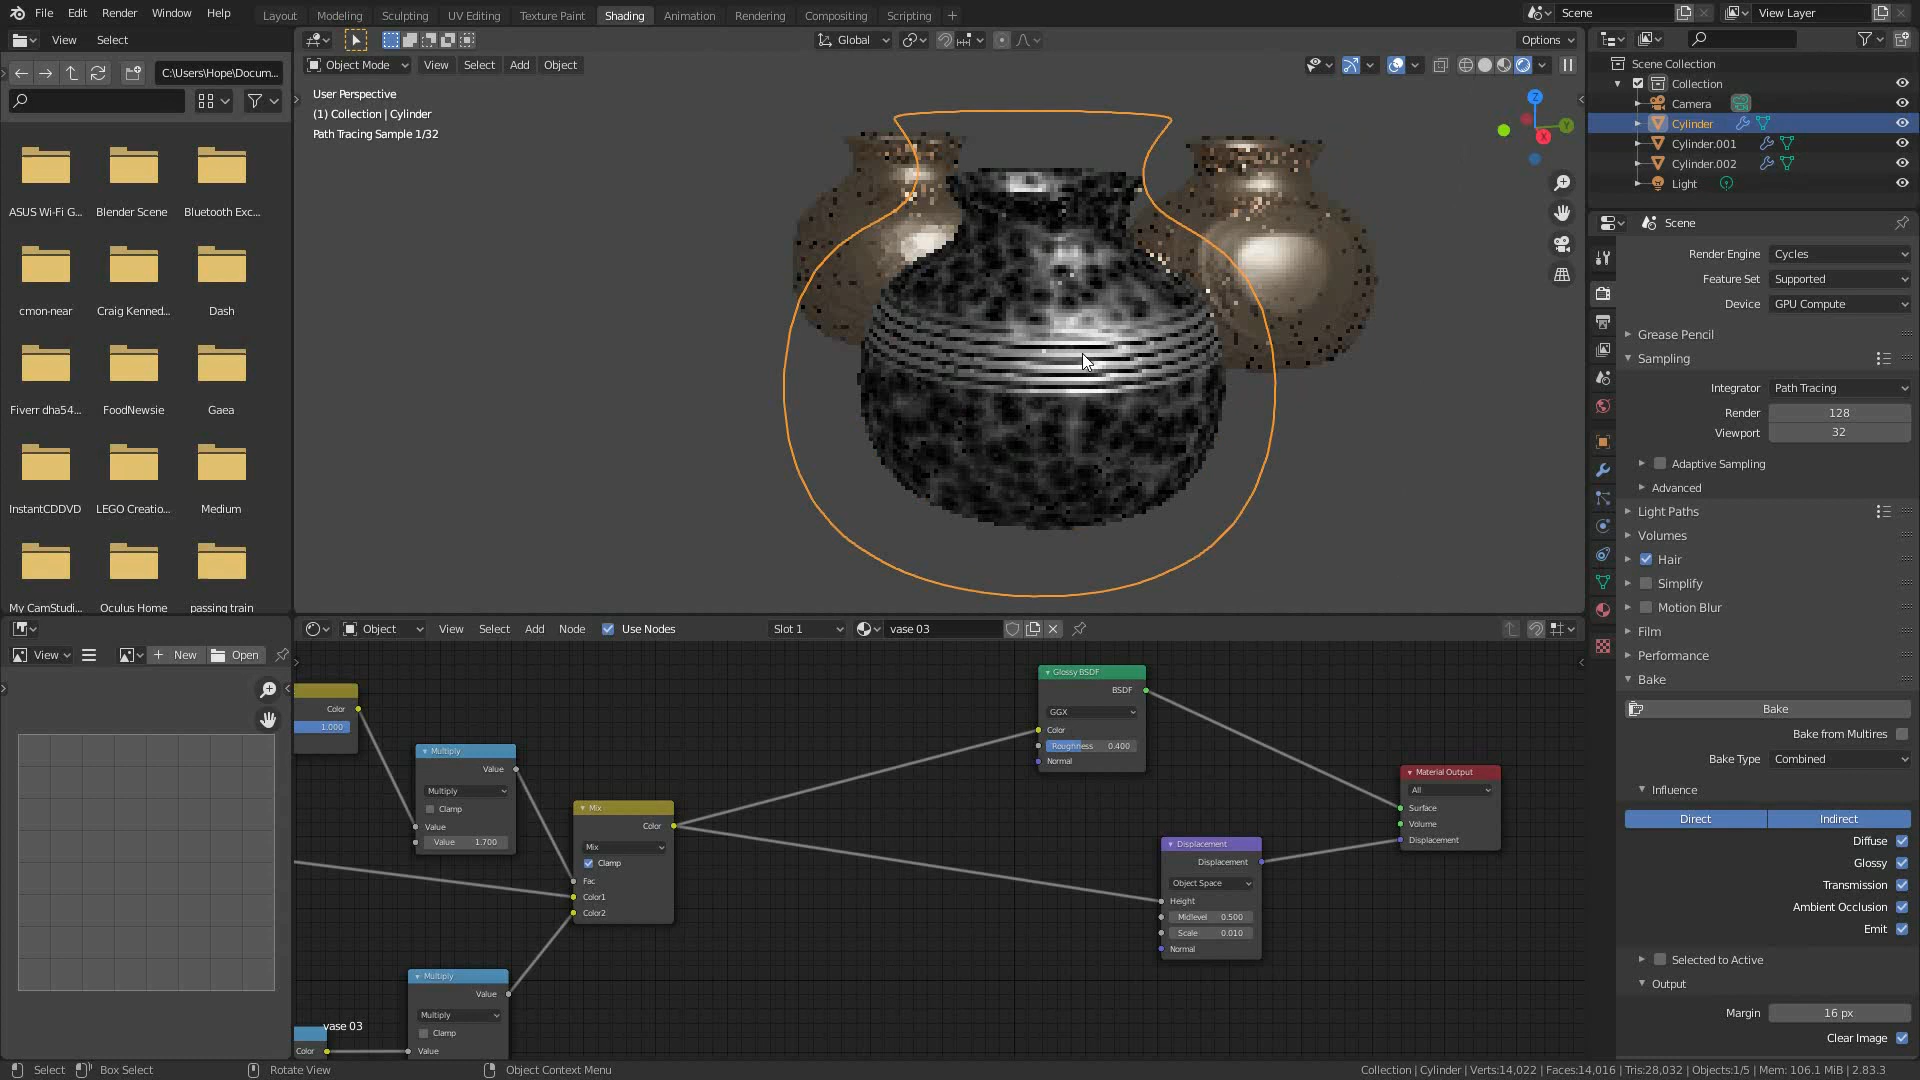 File Edit Render Window Help Layout Modeling Sculpting UV Editing Texture Paint Shading Animation Rendering Compositing Scripting + Scene View Layer
View Select
C:\Users\Hope\Docum...
ASUS Wi-Fi G... Blender Scene Bluetooth Exc...
cmon-near Craig Kenned... Dash
Fiverr dha54... FoodNewsie Gaea
InstantCDDVD LEGO Creatio... Medium
My CamStudi... Oculus Home passing train
Global Options
Object Mode View Select Add Object
User Perspective
(1) Collection | Cylinder
Path Tracing Sample 1/32
Z
Y
X
Scene Collection
Collection
Camera
Cylinder
Cylinder.001
Cylinder.002
Light
Scene
Render Engine Cycles
Feature Set Supported
Device GPU Compute
Grease Pencil
Sampling
Integrator Path Tracing
Render 128
Viewport 32
Adaptive Sampling
Advanced
Light Paths
Volumes
Hair
Simplify
Motion Blur
Film
Performance
Bake
Bake
Bake from Multires
Bake Type Combined
Influence
Direct Indirect
Diffuse
Glossy
Transmission
Ambient Occlusion
Emit
Selected to Active
Output
Margin 16 px
Clear Image
View + New Open
Object View Select Add Node Use Nodes Slot 1 vase 03
Color
1.000
Multiply
Value
Multiply
Clamp
Value
Value 1.700
Mix
Color
Mix
Clamp
Fac
Color1
Color2
Glossy BSDF
BSDF
GGX
Color
Roughness 0.400
Normal
Displacement
Displacement
Object Space
Height
Midlevel 0.500
Scale 0.010
Normal
Material Output
All
Surface
Volume
Displacement
Multiply
Value
Multiply
Clamp
Value
vase 03
Color
Select Box Select Rotate View Object Context Menu Collection | Cylinder | Verts:14,022 | Faces:14,016 | Tris:28,032 | Objects:1/5 | Mem: 106.1 MiB | 2.83.3